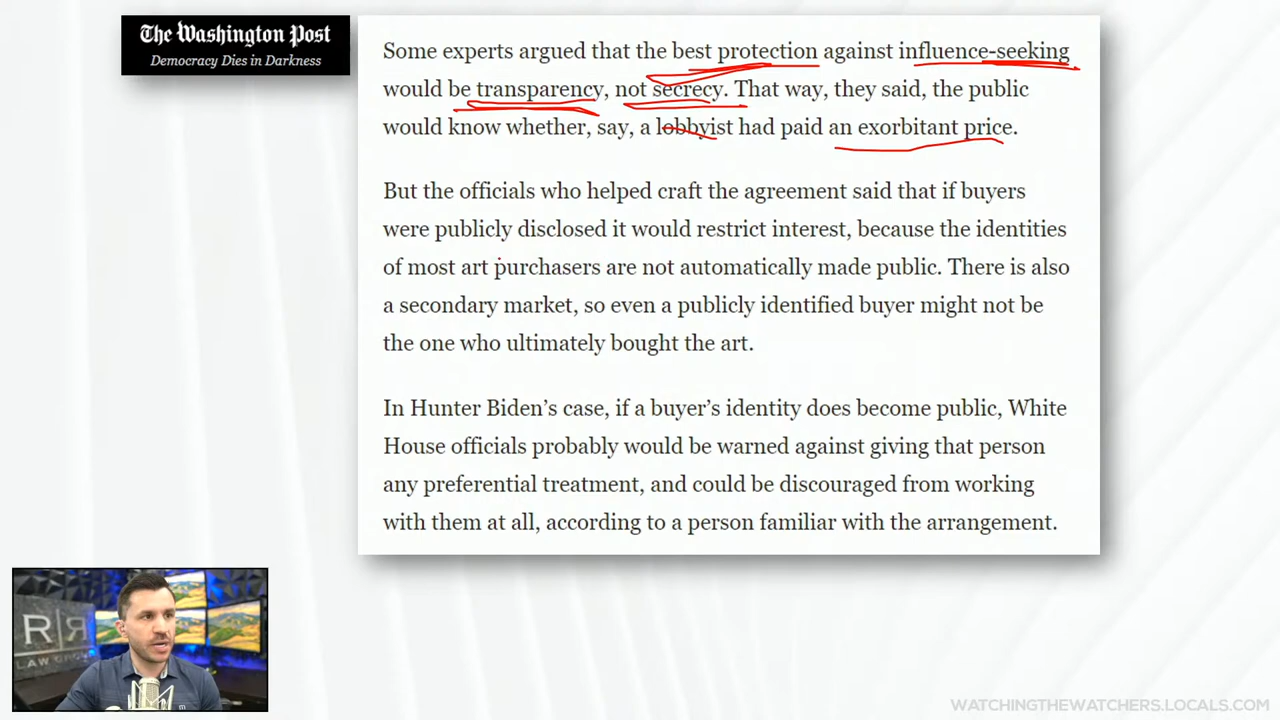 The Washington Post
Democracy Dies in Darkness
Some experts argued that the best protection against influence-seeking
would be transparency, not secrecy. That way, they said, the public
would know whether, say, a lobbyist had paid an exorbitant price.
But the officials who helped craft the agreement said that if buyers
were publicly disclosed it would restrict interest, because the identities
of most art purchasers are not automatically made public. There is also
a secondary market, so even a publicly identified buyer might not be
the one who ultimately bought the art.
In Hunter Biden’s case, if a buyer’s identity does become public, White
House officials probably would be warned against giving that person
any preferential treatment, and could be discouraged from working
with them at all, according to a person familiar with the arrangement.
R|R
LAW GRO
WATCHINGTHEWATCHERS.LOCALS.COM